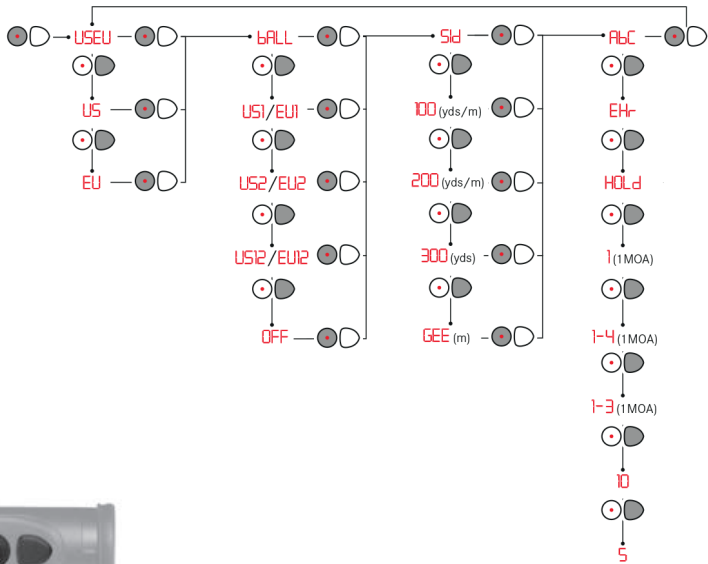 USEU
US
EU
bALL
US1/EU1
US2/EU2
US12/EU12
OFF
SId
100 (yds/m)
200 (yds/m)
300 (yds)
GEE (m)
AbC
EHr
HOLd
1 (1MOA)
1-4 (1MOA)
1-3 (1MOA)
10
5